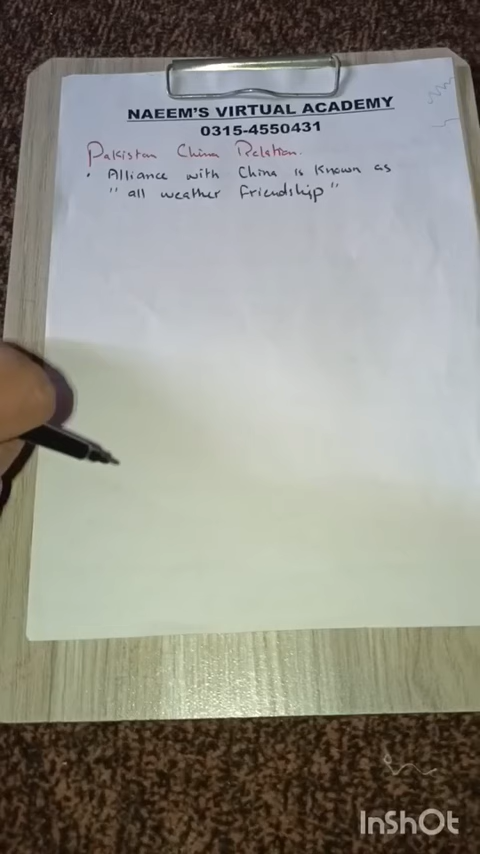 NAEEM'S VIRTUAL ACADEMY
0315-4550431
Pakistan China Relation.
• Alliance with China is known as
" all weather friendship "
InShOt